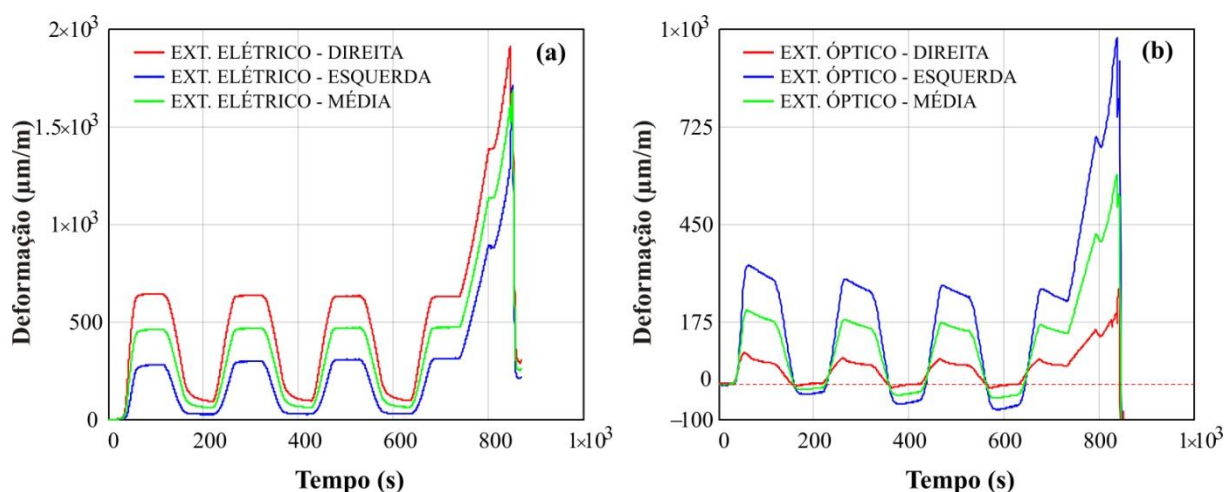 2×10³
EXT. ELÉTRICO - DIREITA
(a)
EXT. ELÉTRICO - ESQUERDA
EXT. ELÉTRICO - MÉDIA
1.5×10³
1×10³
500
0
Deformação (µm/m)
0 200 400 600 800 1×10³
Tempo (s)
1×10³
EXT. ÓPTICO - DIREITA
(b)
EXT. ÓPTICO - ESQUERDA
EXT. ÓPTICO - MÉDIA
725
450
175
0
−100
Deformação (µm/m)
0 200 400 600 800 1×10³
Tempo (s)